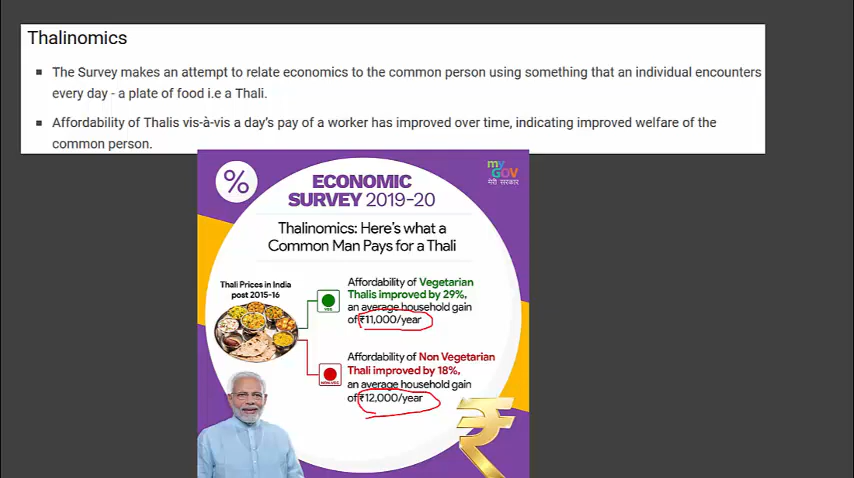 Thalinomics
▪ The Survey makes an attempt to relate economics to the common person using something that an individual encounters
every day - a plate of food i.e a Thali.
▪ Affordability of Thalis vis-à-vis a day's pay of a worker has improved over time, indicating improved welfare of the
common person.
%
ECONOMIC
SURVEY 2019-20
my
GOV
मेरी सरकार
Thalinomics: Here's what a
Common Man Pays for a Thali
Thali Prices in India
post 2015-16
VEG
Affordability of Vegetarian
Thalis improved by 29%,
an average household gain
of ₹11,000/year
NON-VEG
Affordability of Non Vegetarian
Thali improved by 18%,
an average household gain
of ₹12,000/year
₹